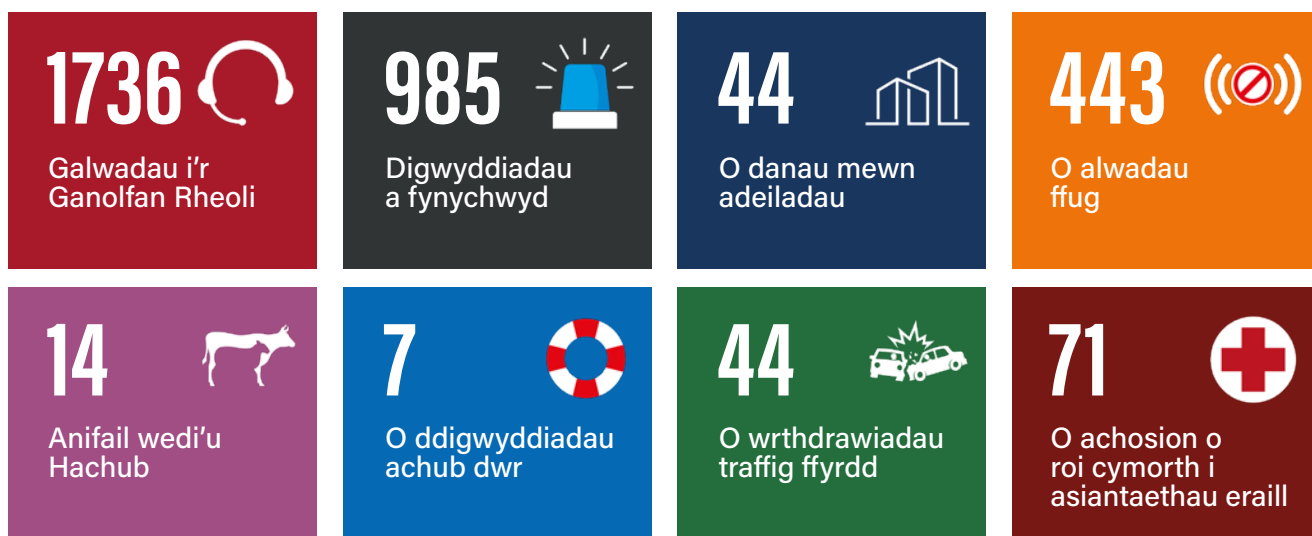 1736
Galwadau i'r
Ganolfan Rheoli
985
Digwyddiadau
a fynychwyd
44
O danau mewn
adeiladau
443
O alwadau
ffug
14
Anifail wedi'u
Hachub
7
O ddigwyddiadau
achub dwr
44
O wrthdrawiadau
traffig ffyrdd
71
O achosion o
roi cymorth i
asiantaethau eraill